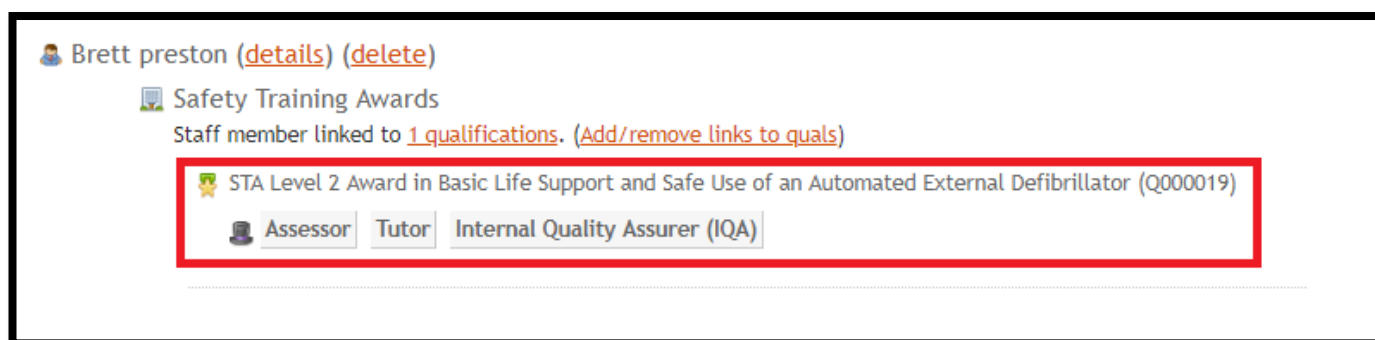 Brett preston (details) (delete)
Safety Training Awards
Staff member linked to 1 qualifications. (Add/remove links to quals)
STA Level 2 Award in Basic Life Support and Safe Use of an Automated External Defibrillator (Q000019)
Assessor Tutor Internal Quality Assurer (IQA)